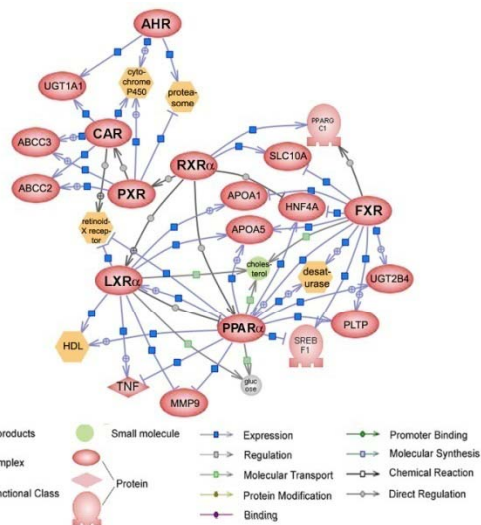 AHR
UGT1A1
cyto-
chrome
P450
protea-
some
PPARG
C1
CAR
ABCC3
RXRα
SLC10A
ABCC2
PXR
APOA1
HNF4A
FXR
retinoid-
X recep-
tor
APOA5
LXRα
choles-
terol
desat-
urase
UGT2B4
PPARα
PLTP
SREB
F1
HDL
TNF
gluc
ose
MMP9
products
Small molecule
Expression
Promoter Binding
mplex
Regulation
Molecular Synthesis
Protein
Molecular Transport
Chemical Reaction
nctional Class
Protein Modification
Direct Regulation
Binding